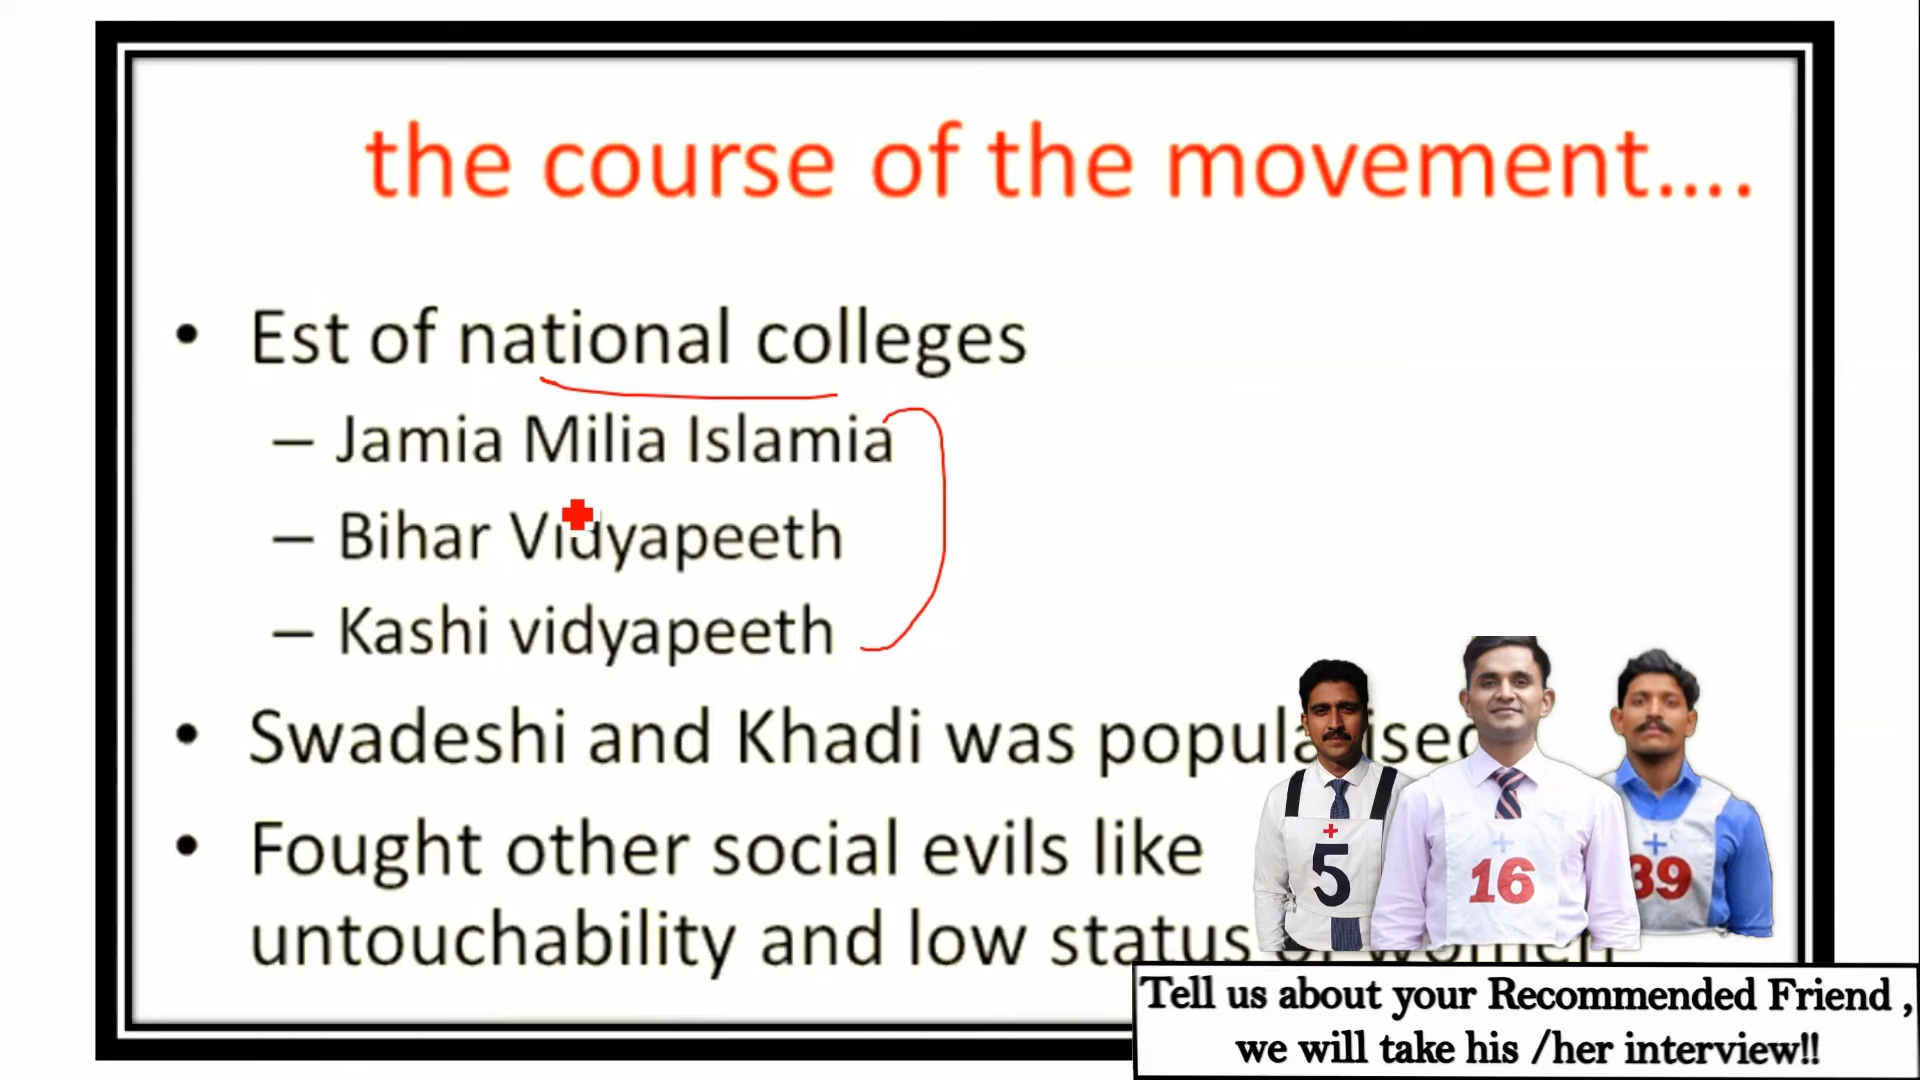 the course of the movement....
• Est of national colleges
– Jamia Milia Islamia
– Bihar Vidyapeeth
– Kashi vidyapeeth
• Swadeshi and Khadi was popularised
• Fought other social evils like
untouchability and low status of women
5
16
39
Tell us about your Recommended Friend ,
we will take his /her interview!!